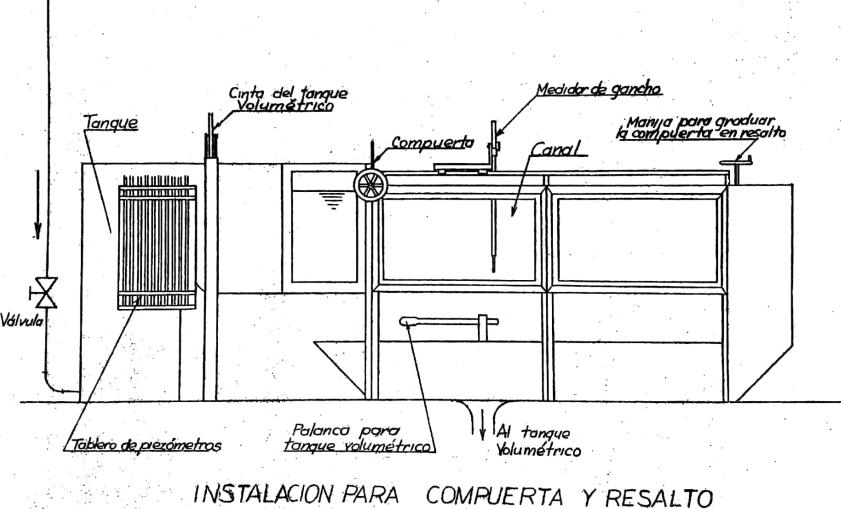 Cinta del tanque
Volumétrico
Medidor de gancho
Tanque
Manija para graduar
la compuerta en resalto
Compuerta
Canal
Válvula
Tablero de piezómetros
Palanca para
tanque volumétrico
Al tanque
Volumétrico
INSTALACION PARA COMPUERTA Y RESALTO